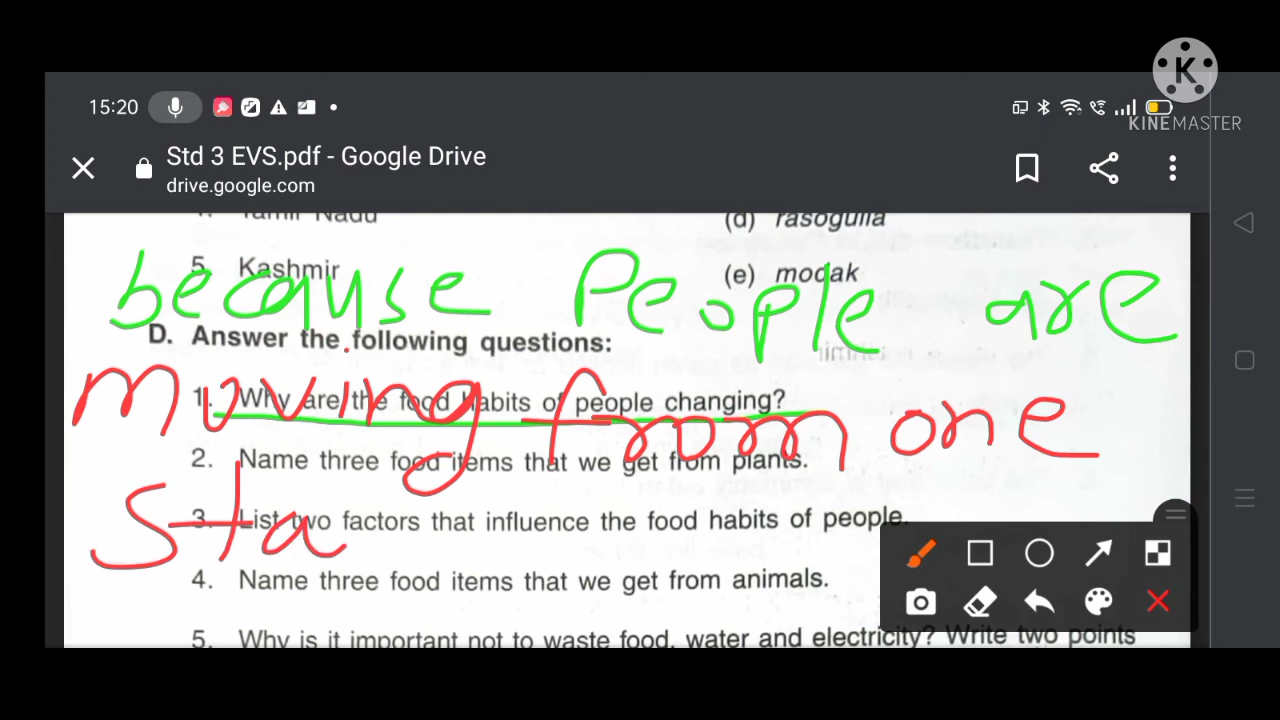 15:20
KINEMASTER
Std 3 EVS.pdf - Google Drive
drive.google.com
Tamil Nadu (d) rasogulla
5. Kashmir (e) modak
because People are
D. Answer the following questions:
moving from one
1. Why are the food habits of people changing?
2. Name three food items that we get from plants.
sta
3. List two factors that influence the food habits of people.
4. Name three food items that we get from animals.
5. Why is it important not to waste food, water and electricity? Write two points